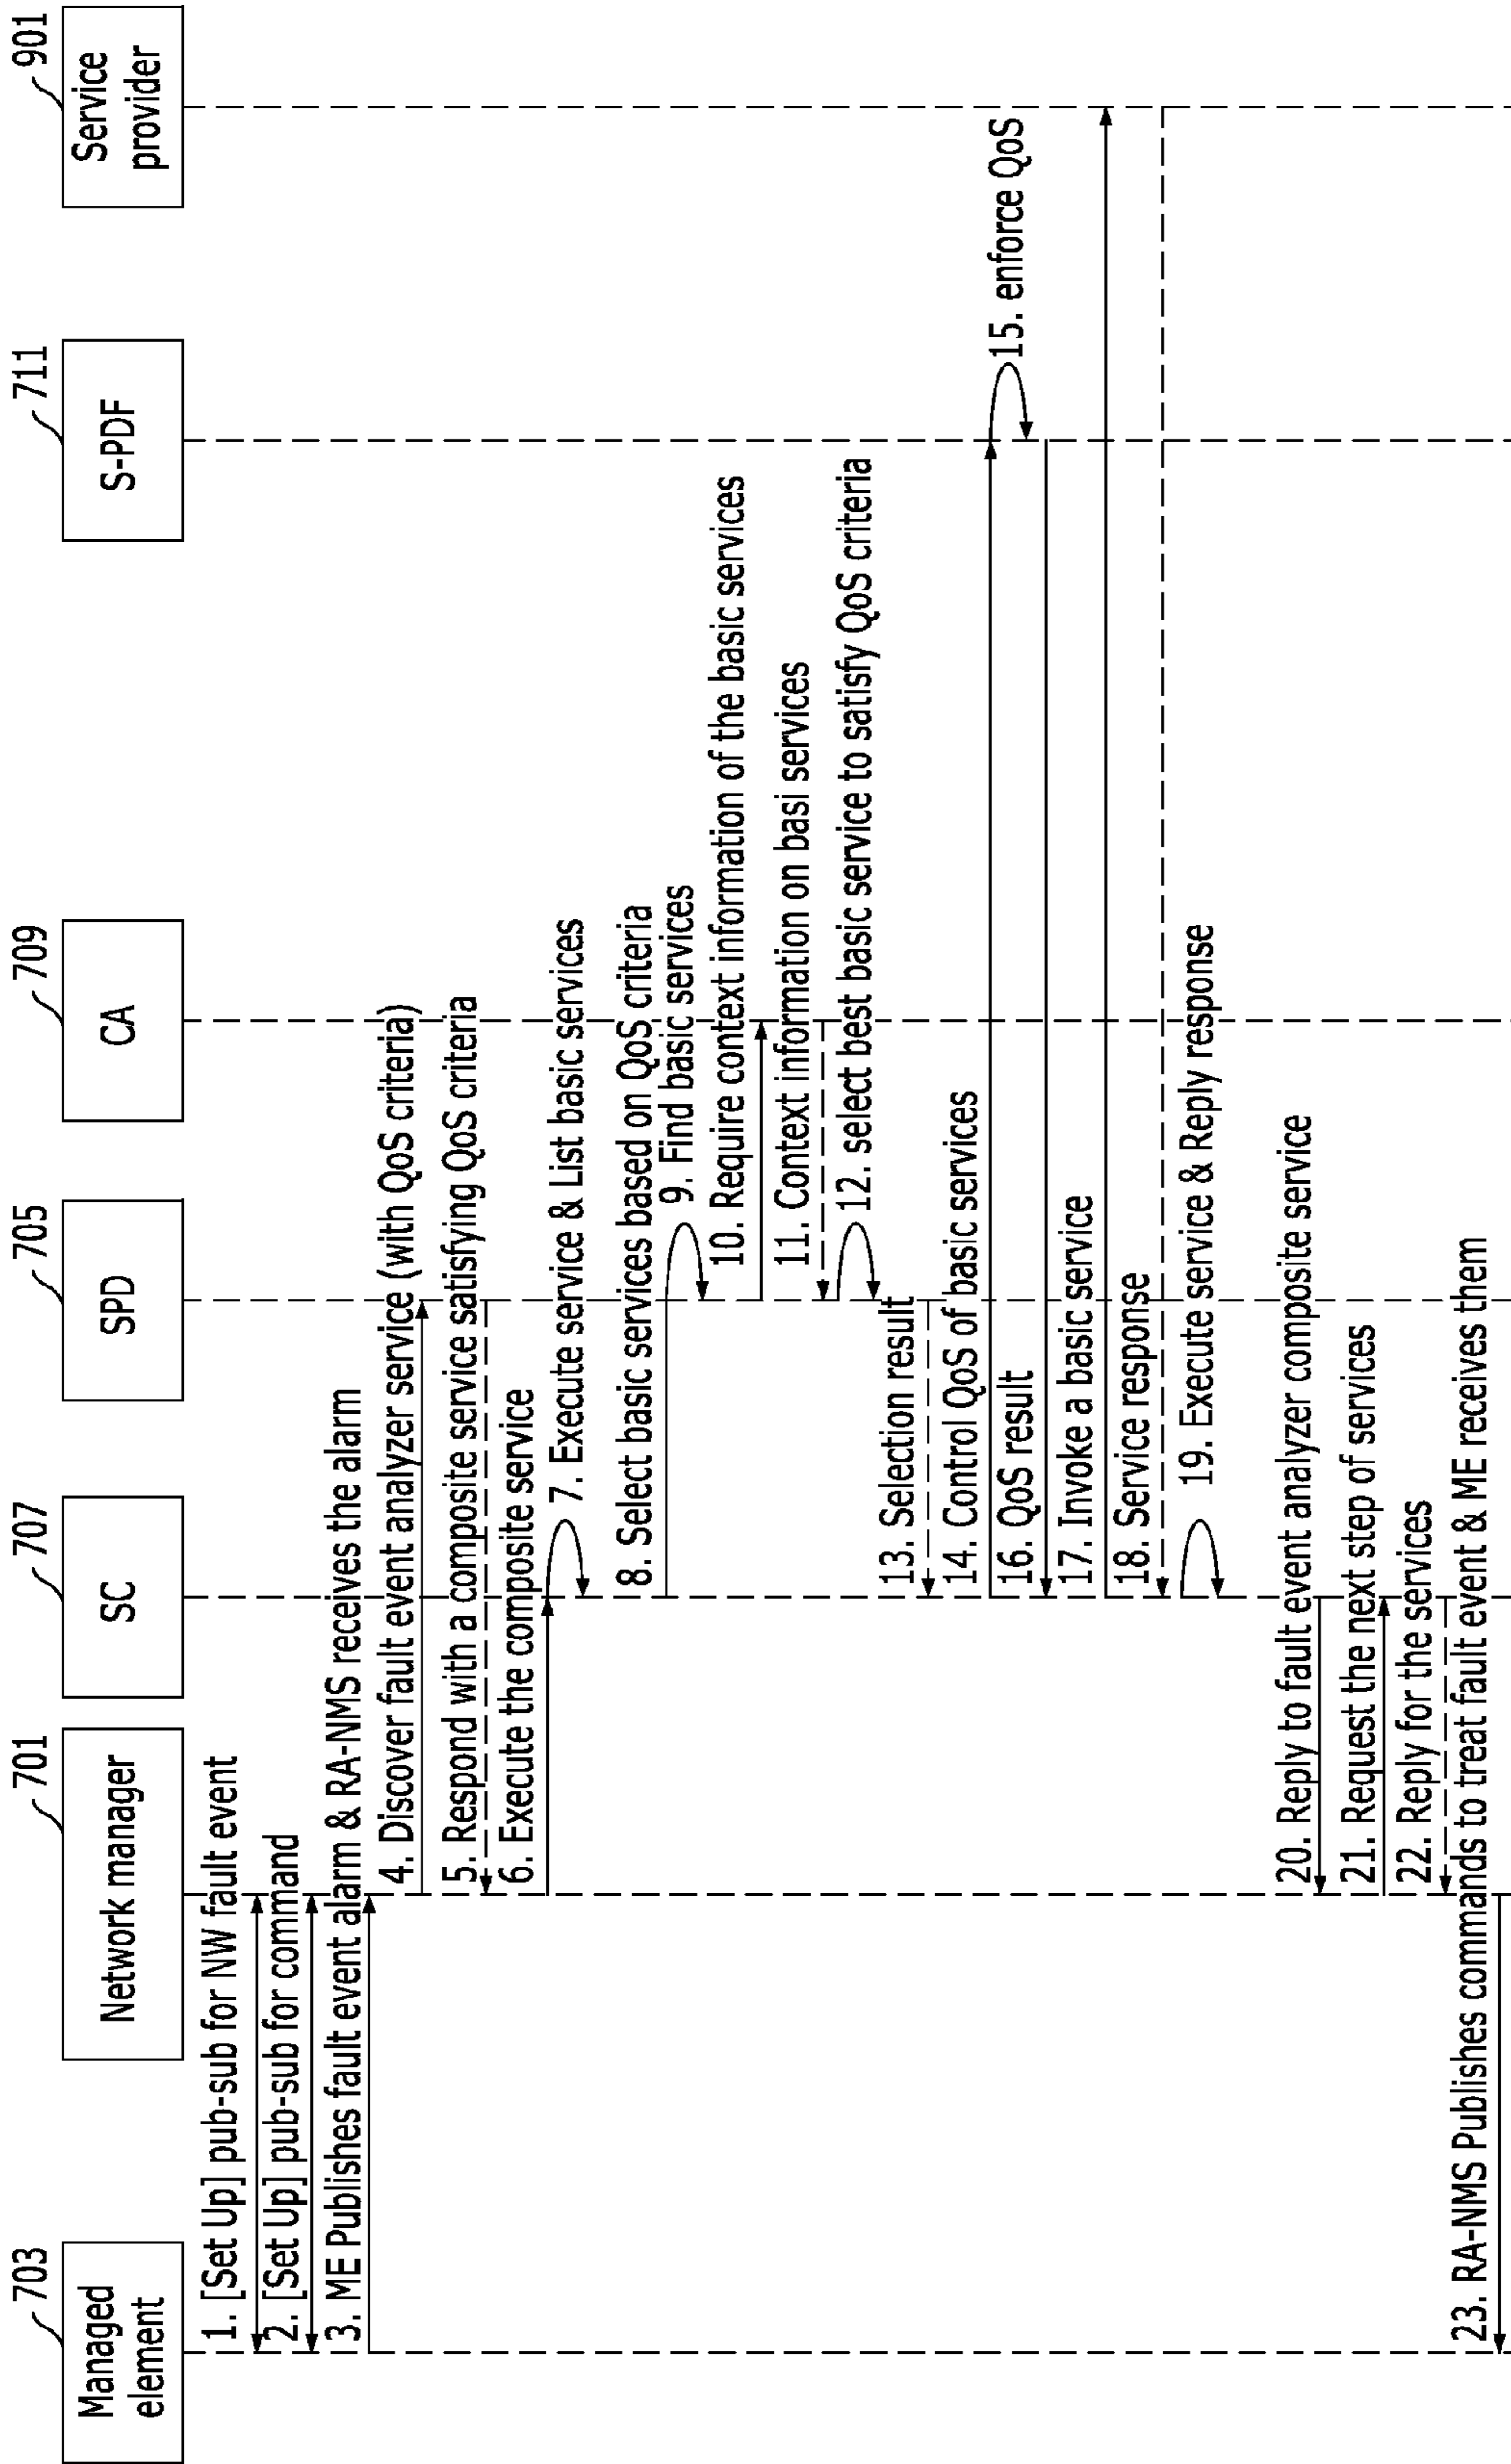 703
Managed
element
701
Network manager
707
SC
705
SPD
709
CA
711
S-PDF
901
Service
provider
1. [Set Up] pub-sub for NW fault event
2. [Set Up] pub-sub for command
3. ME Publishes fault event alarm & RA-NMS receives the alarm
4. Discover fault event analyzer service (with QoS criteria)
5. Respond with a composite service satisfying QoS criteria
6. Execute the composite service
7. Execute service & List basic services
8. Select basic services based on QoS criteria
9. Find basic services
10. Require context information of the basic services
11. Context information on basi services
12. select best basic service to satisfy QoS criteria
13. Selection result
14. Control QoS of basic services
15. enforce QoS
16. QoS result
17. Invoke a basic service
18. Service response
19. Execute service & Reply response
20. Reply to fault event analyzer composite service
21. Request the next step of services
22. Reply for the services
23. RA-NMS Publishes commands to treat fault event & ME receives them